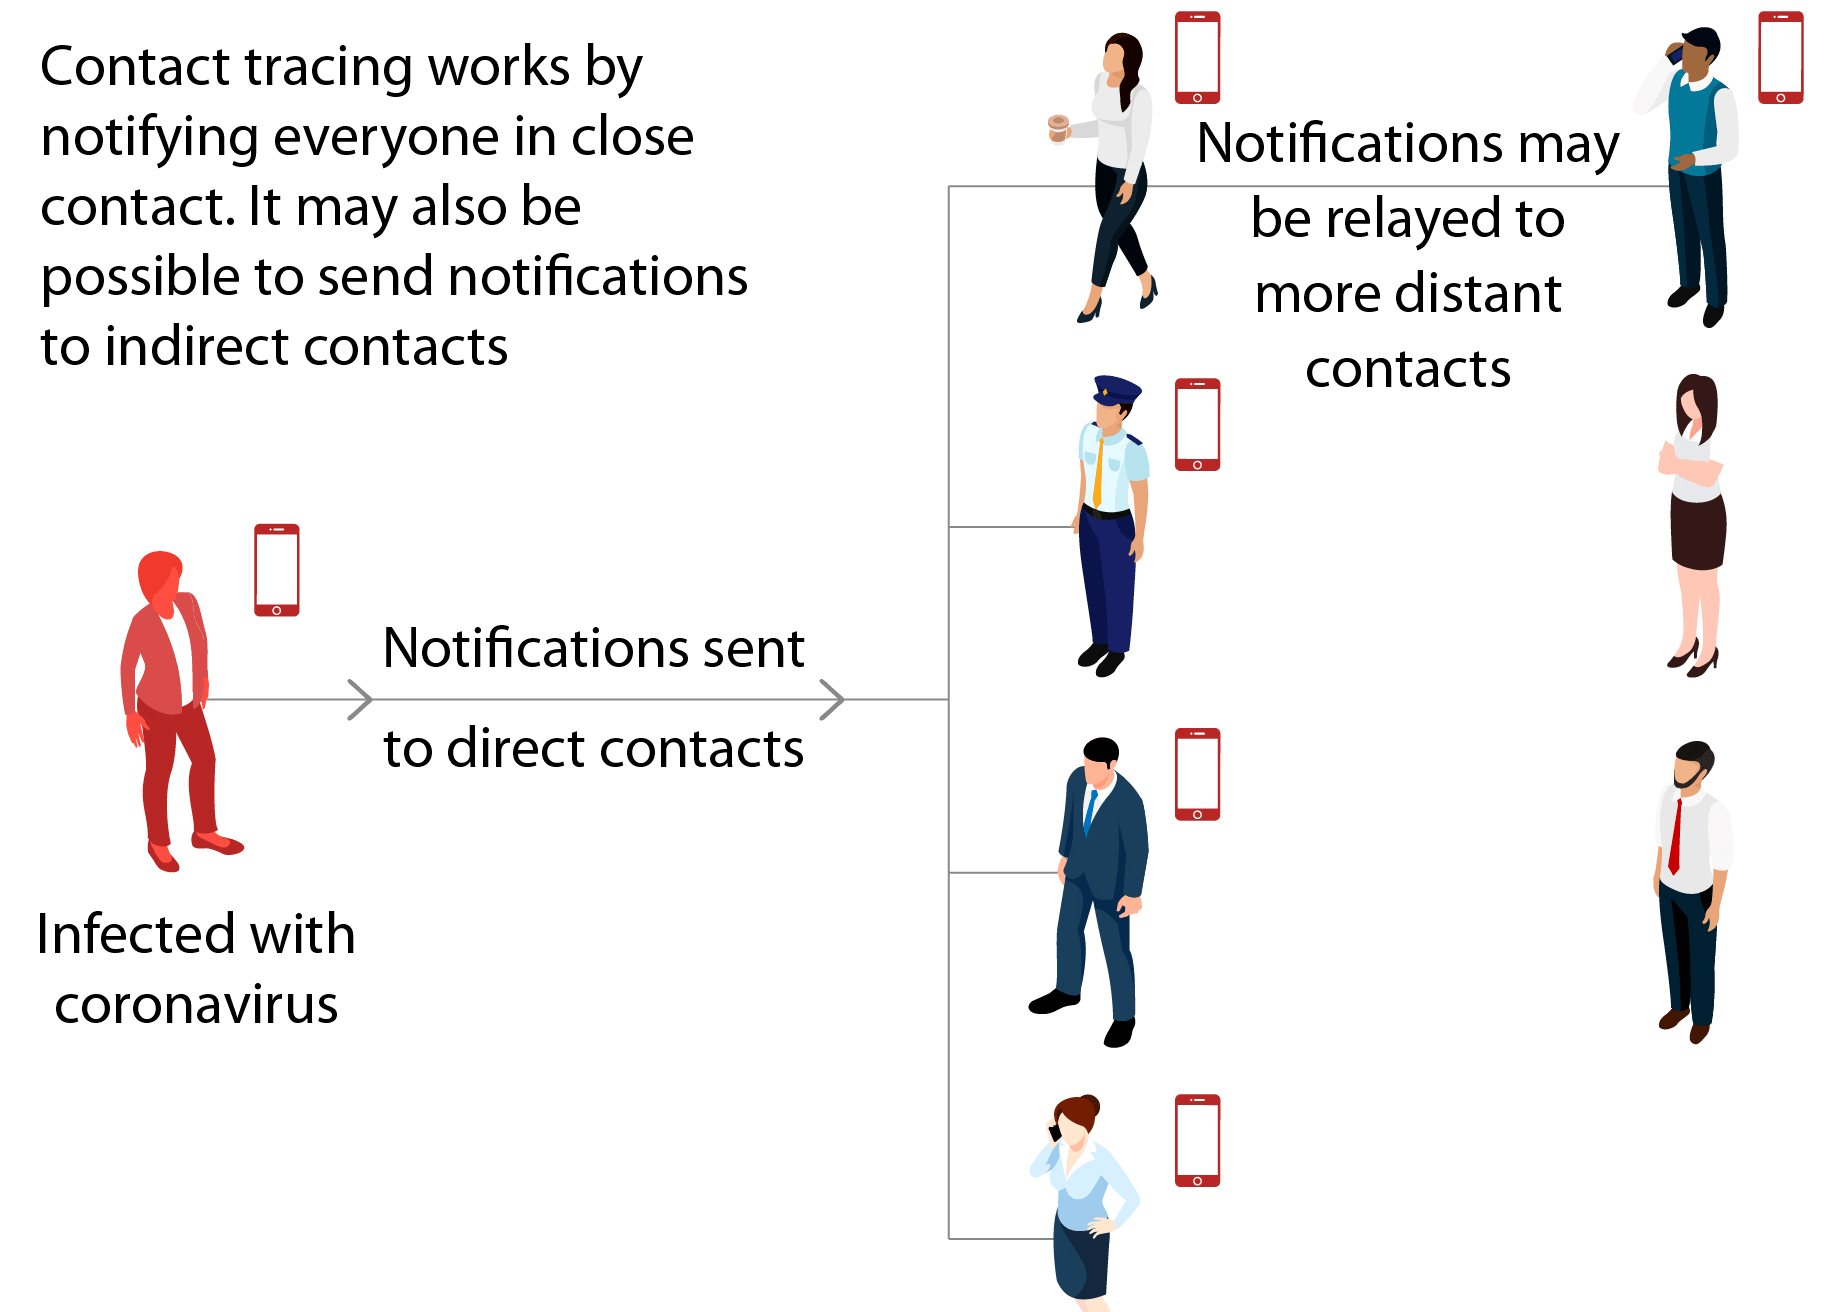 Contact tracing works by
notifying everyone in close
contact. It may also be
possible to send notifications
to indirect contacts
Notifications may
be relayed to
more distant
contacts
Notifications sent
to direct contacts
Infected with
coronavirus